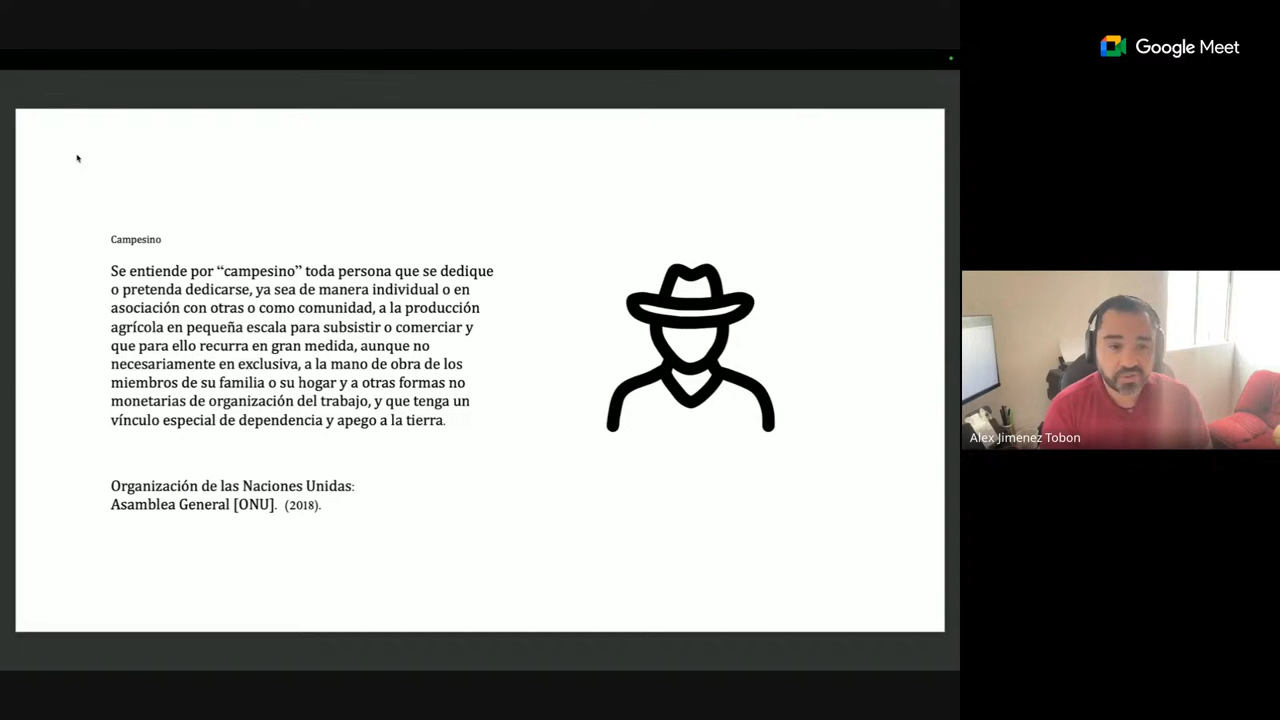 Google Meet
Campesino
Se entiende por “campesino” toda persona que se dedique
o pretenda dedicarse, ya sea de manera individual o en
asociación con otras o como comunidad, a la producción
agrícola en pequeña escala para subsistir o comerciar y
que para ello recurra en gran medida, aunque no
necesariamente en exclusiva, a la mano de obra de los
miembros de su familia o su hogar y a otras formas no
monetarias de organización del trabajo, y que tenga un
vínculo especial de dependencia y apego a la tierra.
Organización de las Naciones Unidas:
Asamblea General [ONU]. (2018).
Alex Jimenez Tobon